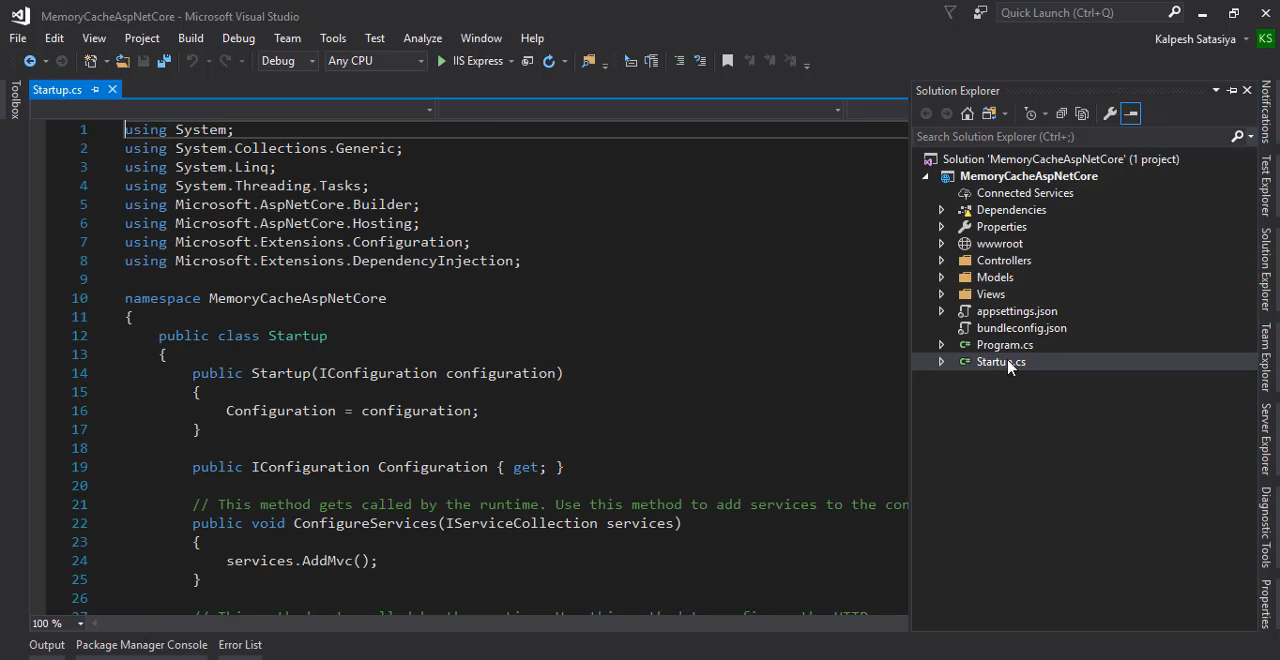 MemoryCacheAspNetCore - Microsoft Visual Studio
Quick Launch (Ctrl+Q)
File Edit View Project Build Debug Team Tools Test Analyze Window Help
Kalpesh Satasiya KS
Debug Any CPU IIS Express
Toolbox
Startup.cs
1 using System;
2 using System.Collections.Generic;
3 using System.Linq;
4 using System.Threading.Tasks;
5 using Microsoft.AspNetCore.Builder;
6 using Microsoft.AspNetCore.Hosting;
7 using Microsoft.Extensions.Configuration;
8 using Microsoft.Extensions.DependencyInjection;
9
10 namespace MemoryCacheAspNetCore
11 {
12 public class Startup
13 {
14 public Startup(IConfiguration configuration)
15 {
16 Configuration = configuration;
17 }
18
19 public IConfiguration Configuration { get; }
20
21 // This method gets called by the runtime. Use this method to add services to the con
22 public void ConfigureServices(IServiceCollection services)
23 {
24 services.AddMvc();
25 }
26
100 %
Output Package Manager Console Error List
Solution Explorer
Search Solution Explorer (Ctrl+;)
Solution 'MemoryCacheAspNetCore' (1 project)
MemoryCacheAspNetCore
Connected Services
Dependencies
Properties
wwwroot
Controllers
Models
Views
appsettings.json
bundleconfig.json
C# Program.cs
C# Startup.cs
Notifications
Test Explorer
Solution Explorer
Team Explorer
Server Explorer
Diagnostic Tools
Properties